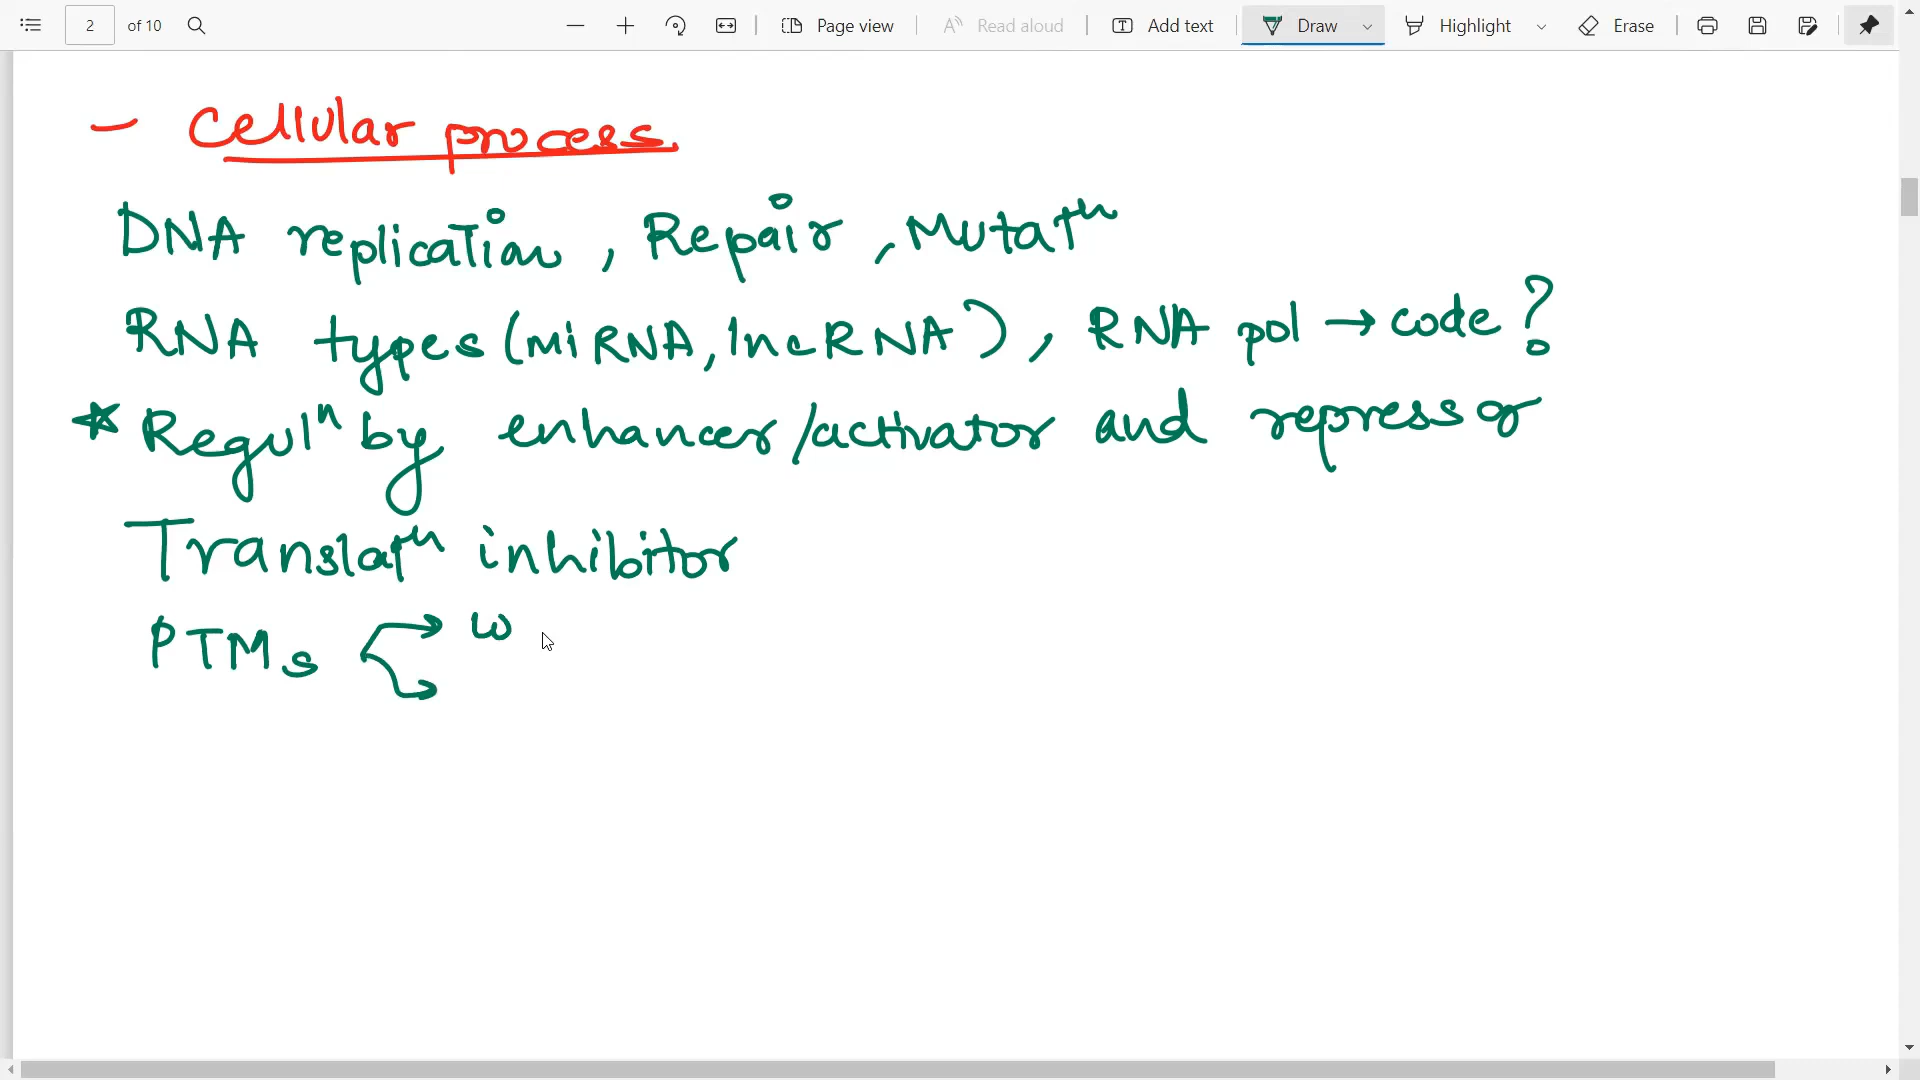 2 of 10 Page view Read aloud Add text Draw Highlight Erase
- Cellular process.
DNA replication, Repair, Mutatn
RNA types (miRNA, lncRNA), RNA pol → code?
* Reguln by enhancer/activator and repressor
Translatn inhibitor
PTMs → w